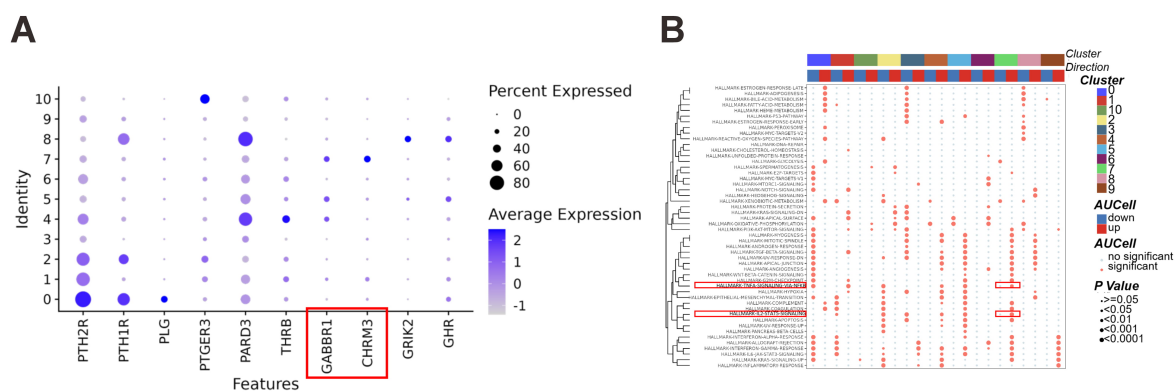 A
B
10
9
8
7
6
5
4
3
2
1
0
Identity
PTH2R
PTH1R
PLG
PTGER3
PARD3
THRB
GABBR1
CHRM3
GRIK2
GHR
Features
Percent Expressed
0
20
40
60
80
Average Expression
2
1
0
-1
Cluster
Direction
HALLMARK-ESTROGEN-RESPONSE-LATE
HALLMARK-ADIPOGENESIS
HALLMARK-BILE-ACID-METABOLISM
HALLMARK-FATTY-ACID-METABOLISM
HALLMARK-HEME-METABOLISM
HALLMARK-P53-PATHWAY
HALLMARK-ESTROGEN-RESPONSE-EARLY
HALLMARK-PEROXISOME
HALLMARK-MYC-TARGETS-V2
HALLMARK-REACTIVE-OXYGEN-SPECIES-PATHWAY
HALLMARK-DNA-REPAIR
HALLMARK-CHOLESTEROL-HOMEOSTASIS
HALLMARK-UNFOLDED-PROTEIN-RESPONSE
HALLMARK-GLYCOLYSIS
HALLMARK-SPERMATOGENESIS
HALLMARK-E2F-TARGETS
HALLMARK-MYC-TARGETS-V1
HALLMARK-MTORC1-SIGNALING
HALLMARK-NOTCH-SIGNALING
HALLMARK-HEDGEHOG-SIGNALING
HALLMARK-XENOBIOTIC-METABOLISM
HALLMARK-PROTEIN-SECRETION
HALLMARK-KRAS-SIGNALING-DN
HALLMARK-APICAL-SURFACE
HALLMARK-OXIDATIVE-PHOSPHORYLATION
HALLMARK-PI3K-AKT-MTOR-SIGNALING
HALLMARK-MYOGENESIS
HALLMARK-MITOTIC-SPINDLE
HALLMARK-ANDROGEN-RESPONSE
HALLMARK-TGF-BETA-SIGNALING
HALLMARK-UV-RESPONSE-DN
HALLMARK-APICAL-JUNCTION
HALLMARK-ANGIOGENESIS
HALLMARK-WNT-BETA-CATENIN-SIGNALING
HALLMARK-G2M-CHECKPOINT
HALLMARK-TNFA-SIGNALING-VIA-NFKB
HALLMARK-HYPOXIA
HALLMARK-EPITHELIAL-MESENCHYMAL-TRANSITION
HALLMARK-COMPLEMENT
HALLMARK-IL2-STAT5-SIGNALING
HALLMARK-APOPTOSIS
HALLMARK-UV-RESPONSE-UP
HALLMARK-PANCREAS-BETA-CELLS
HALLMARK-INTERFERON-ALPHA-RESPONSE
HALLMARK-ALLOGRAFT-REJECTION
HALLMARK-INTERFERON-GAMMA-RESPONSE
HALLMARK-IL6-JAK-STAT3-SIGNALING
HALLMARK-KRAS-SIGNALING-UP
HALLMARK-INFLAMMATORY-RESPONSE
Cluster
0
1
10
2
3
4
5
6
7
8
9
AUCell
down
up
AUCell
no significant
significant
P Value
>=0.05
<0.05
<0.01
<0.001
<0.0001